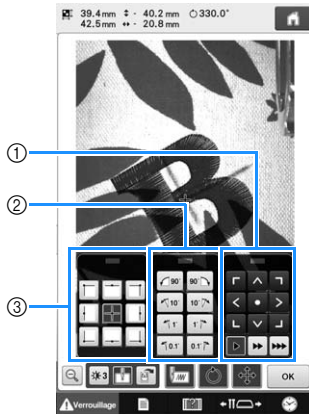 39.4mm - 40.2mm 330.0°
42.5mm - 20.8mm
①
②
③
90° 90°
10° 10°
1° 1°
0.1° 0.1°
3
OK
Verrouillage